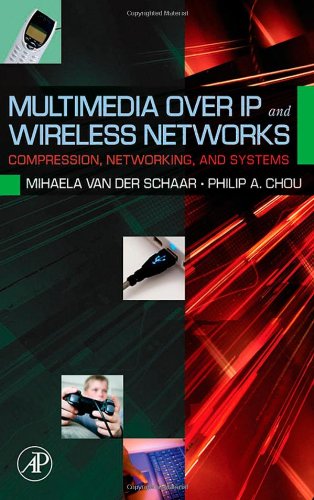 MULTIMEDIA OVER IP and
WIRELESS NETWORKS
COMPRESSION, NETWORKING, AND SYSTEMS
MIHAELA VAN DER SCHAAR • PHILIP A. CHOU
AP